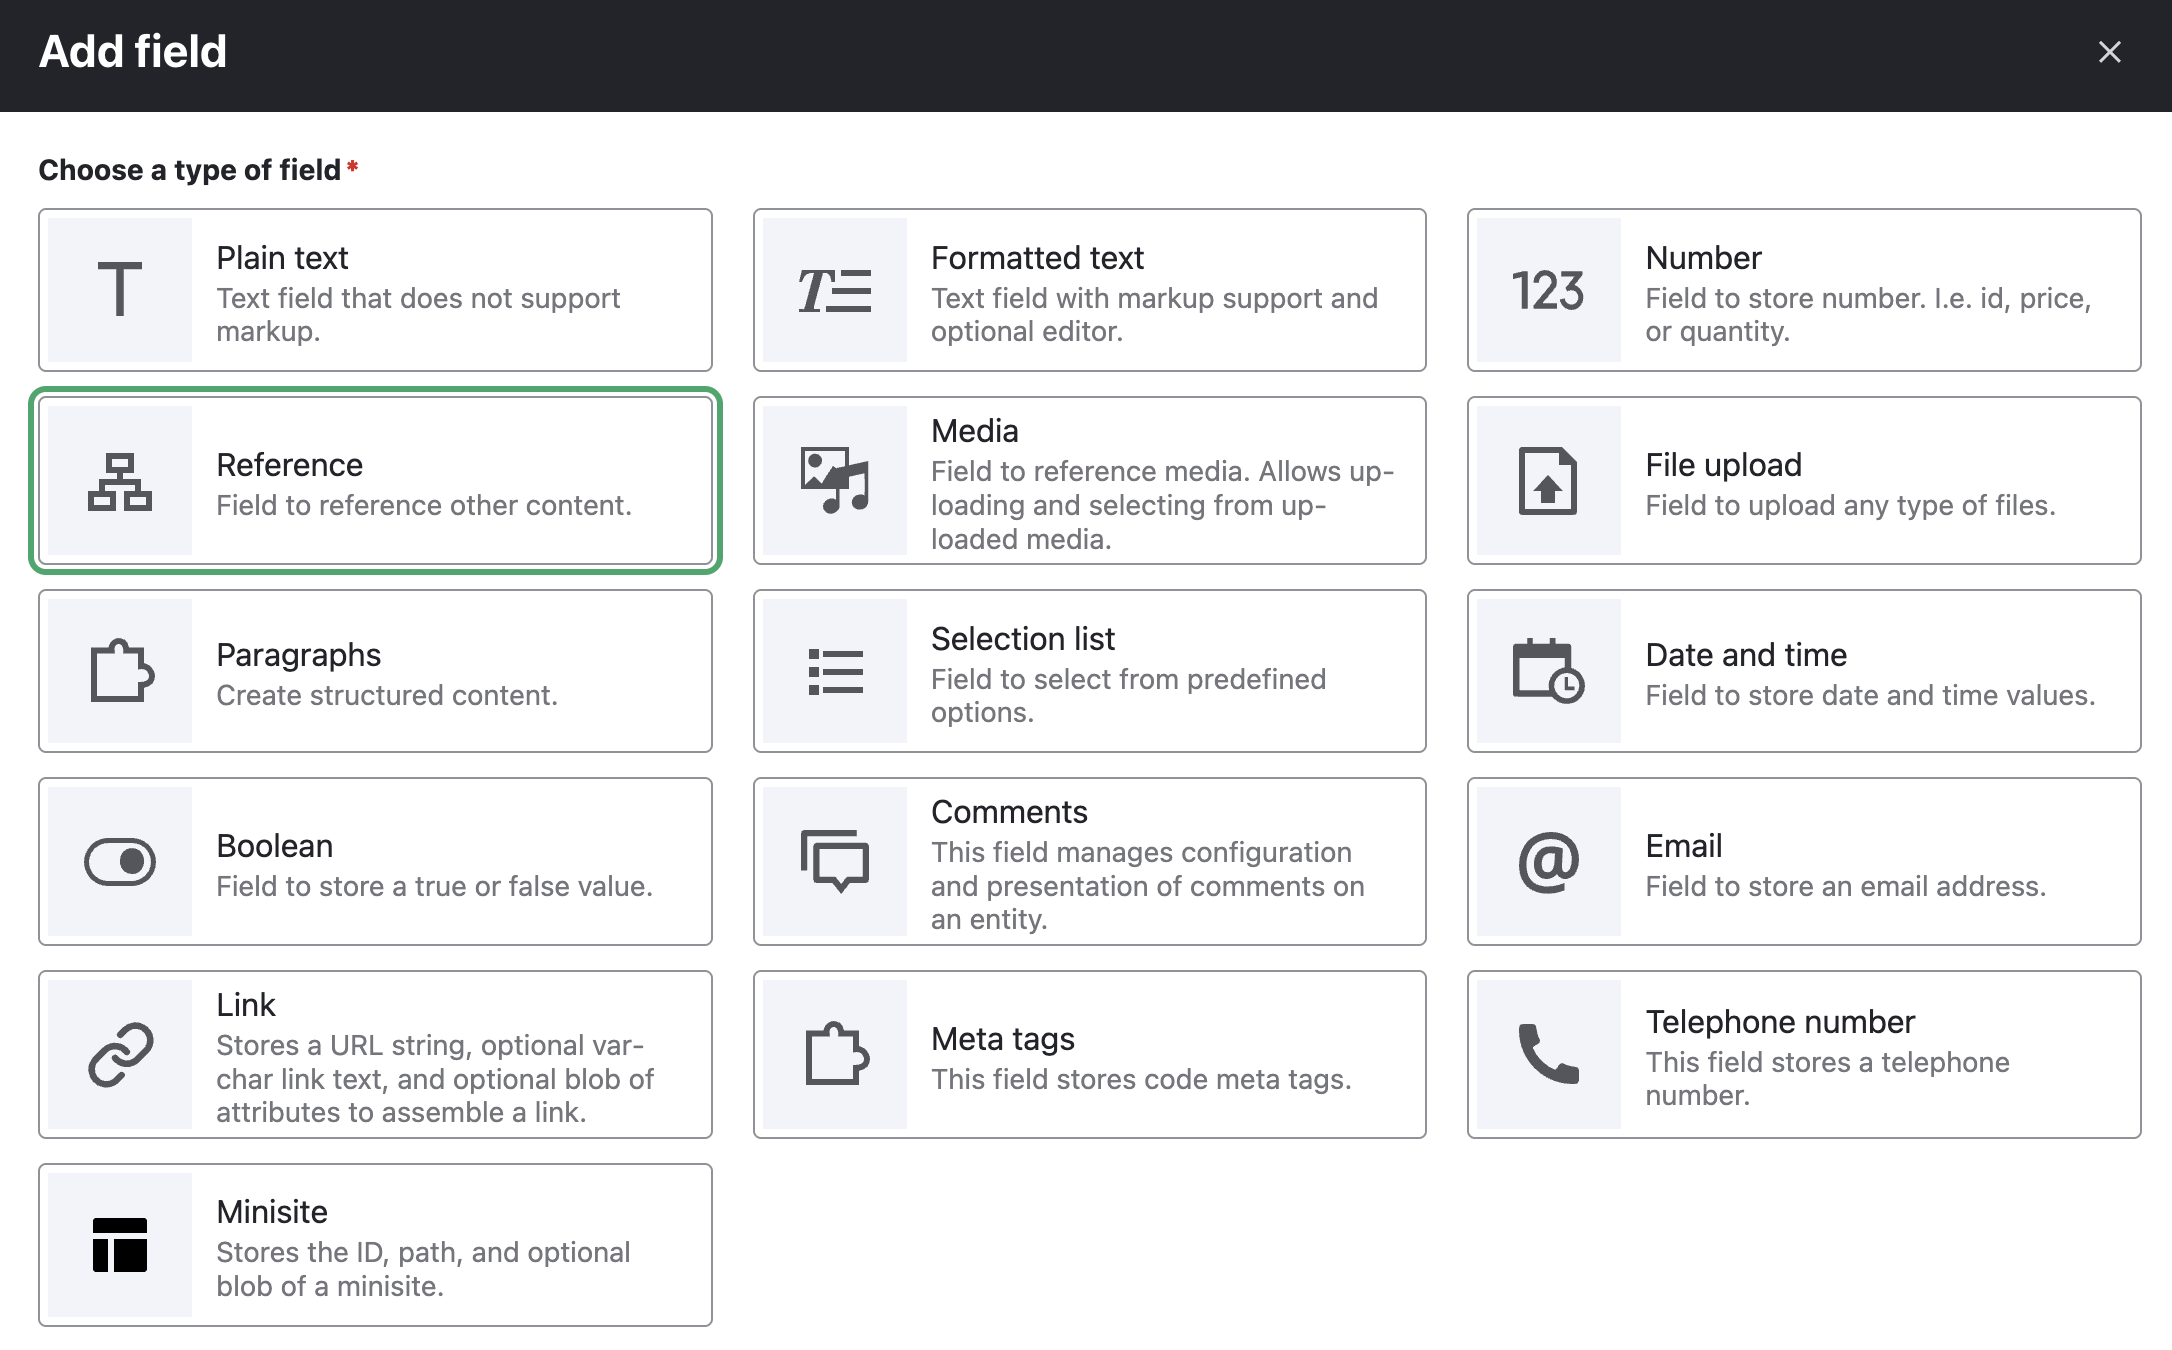 Add field
Choose a type of field*
T
Plain text
Text field that does not support
markup.
T
Formatted text
Text field with markup support and
optional editor.
123
Number
Field to store number. I.e. id, price,
or quantity.
Reference
Field to reference other content.
Media
Field to reference media. Allows up-
loading and selecting from up-
loaded media.
File upload
Field to upload any type of files.
Paragraphs
Create structured content.
Selection list
Field to select from predefined
options.
Date and time
Field to store date and time values.
Boolean
Field to store a true or false value.
Comments
This field manages configuration
and presentation of comments on
an entity.
@
Email
Field to store an email address.
Link
Stores a URL string, optional var-
char link text, and optional blob of
attributes to assemble a link.
Meta tags
This field stores code meta tags.
Telephone number
This field stores a telephone
number.
Minisite
Stores the ID, path, and optional
blob of a minisite.